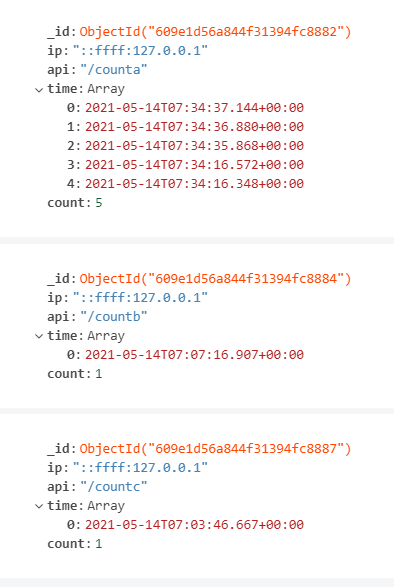 _id: ObjectId("609e1d56a844f31394fc8882")
ip: "::ffff:127.0.0.1"
api: "/counta"
time: Array
0: 2021-05-14T07:34:37.144+00:00
1: 2021-05-14T07:34:36.880+00:00
2: 2021-05-14T07:34:35.868+00:00
3: 2021-05-14T07:34:16.572+00:00
4: 2021-05-14T07:34:16.348+00:00
count: 5
_id: ObjectId("609e1d56a844f31394fc8884")
ip: "::ffff:127.0.0.1"
api: "/countb"
time: Array
0: 2021-05-14T07:07:16.907+00:00
count: 1
_id: ObjectId("609e1d56a844f31394fc8887")
ip: "::ffff:127.0.0.1"
api: "/countc"
time: Array
0: 2021-05-14T07:03:46.667+00:00
count: 1